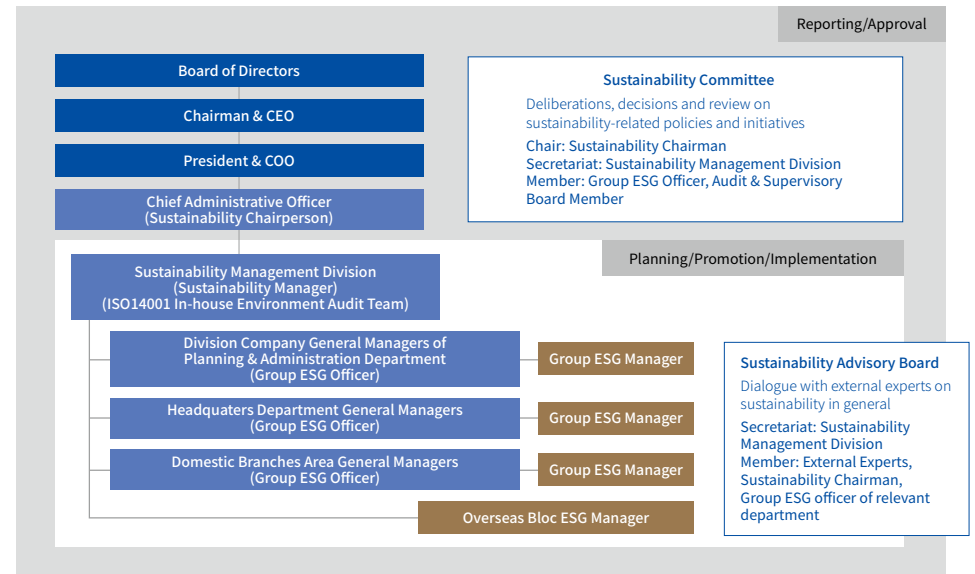 Reporting/Approval
Board of Directors
Chairman & CEO
President & COO
Chief Administrative Officer
(Sustainability Chairperson)
Sustainability Committee
Deliberations, decisions and review on
sustainability-related policies and initiatives
Chair: Sustainability Chairman
Secretariat: Sustainability Management Division
Member: Group ESG Officer, Audit & Supervisory
Board Member
Planning/Promotion/Implementation
Sustainability Management Division
(Sustainability Manager)
(ISO14001 In-house Environment Audit Team)
Division Company General Managers of
Planning & Administration Department
(Group ESG Officer)
Group ESG Manager
Headquaters Department General Managers
(Group ESG Officer)
Group ESG Manager
Domestic Branches Area General Managers
(Group ESG Officer)
Group ESG Manager
Overseas Bloc ESG Manager
Sustainability Advisory Board
Dialogue with external experts on
sustainability in general
Secretariat: Sustainability
Management Division
Member: External Experts,
Sustainability Chairman,
Group ESG officer of relevant
department